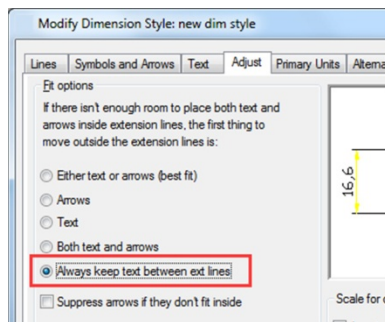 Modify Dimension Style: new dim style
Lines Symbols and Arrows Text Adjust Primary Units Alterna
Fit options
If there isn't enough room to place both text and
arrows inside extension lines, the first thing to
move outside the extension lines is:
Either text or arrows (best fit)
Arrows
Text
Both text and arrows
Always keep text between ext lines
Suppress arrows if they don't fit inside
16,6
Scale for